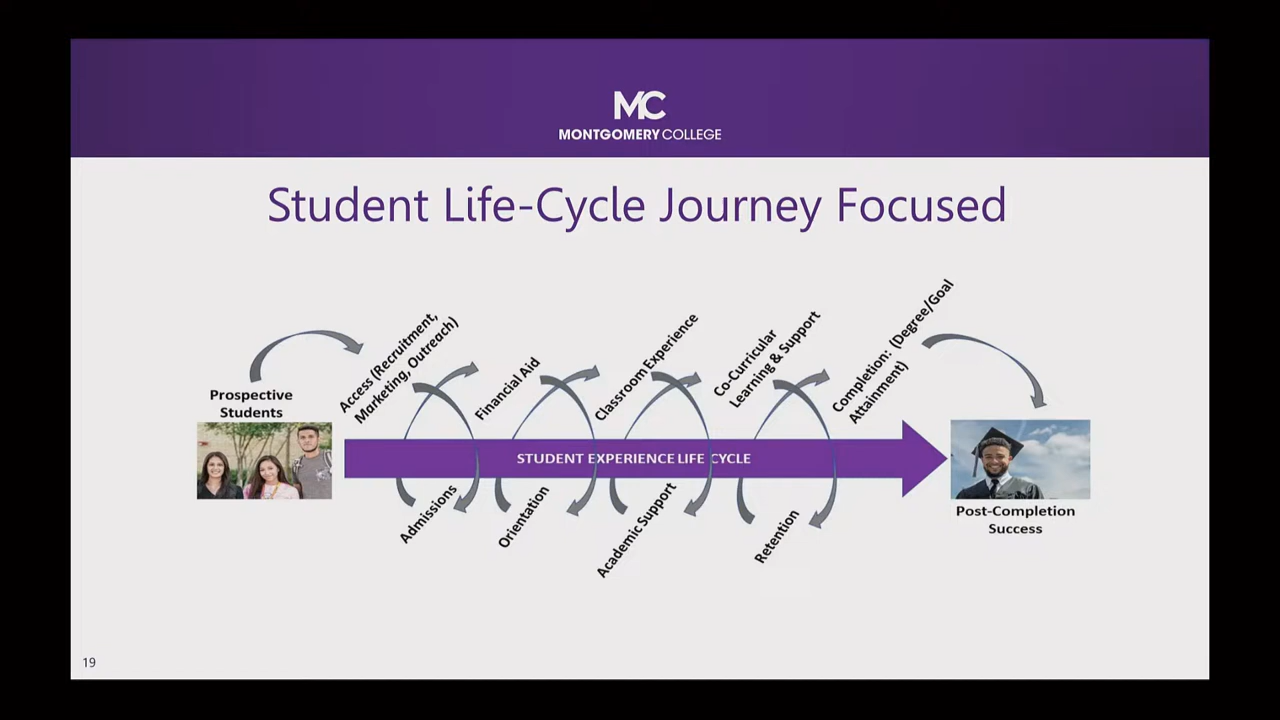 MC
MONTGOMERY COLLEGE
Student Life-Cycle Journey Focused
Prospective
Students
Access (Recruitment,
Marketing, Outreach)
Admissions
Financial Aid
Orientation
Classroom Experience
Academic Support
Co-Curricular
Learning & Support
Retention
Completion: (Degree/Goal
Attainment)
STUDENT EXPERIENCE LIFE CYCLE
Post-Completion
Success
19